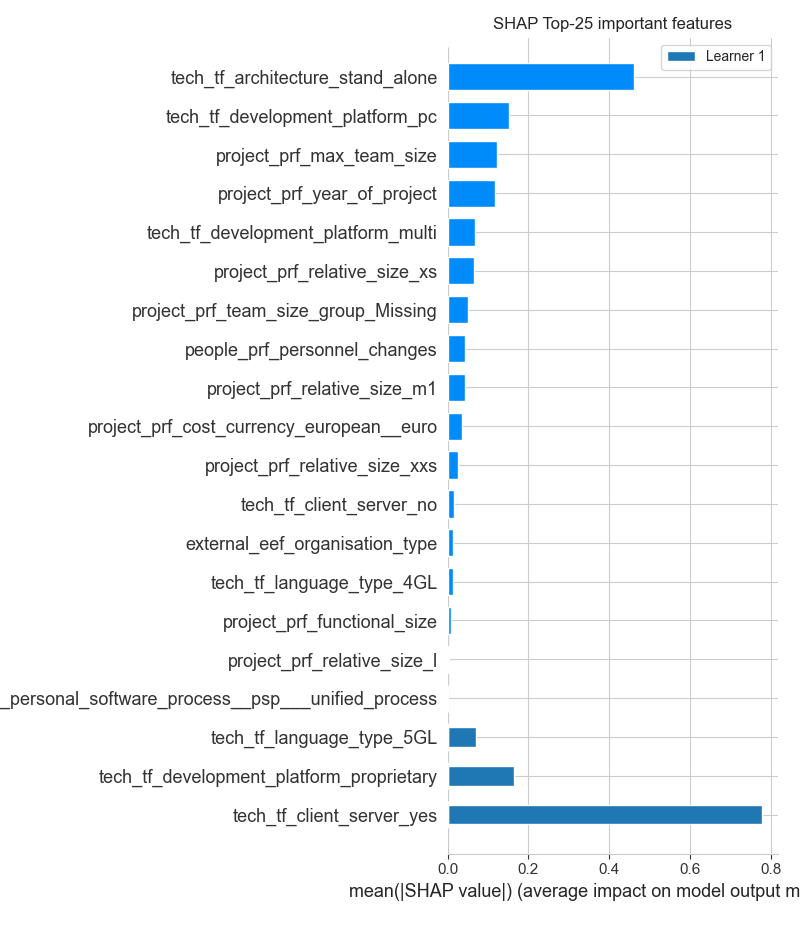 SHAP Top-25 important features
Learner 1
tech_tf_architecture_stand_alone
tech_tf_development_platform_pc
project_prf_max_team_size
project_prf_year_of_project
tech_tf_development_platform_multi
project_prf_relative_size_xs
project_prf_team_size_group_Missing
people_prf_personnel_changes
project_prf_relative_size_m1
project_prf_cost_currency_european__euro
project_prf_relative_size_xxs
tech_tf_client_server_no
external_eef_organisation_type
tech_tf_language_type_4GL
project_prf_functional_size
project_prf_relative_size_l
_personal_software_process__psp___unified_process
tech_tf_language_type_5GL
tech_tf_development_platform_proprietary
tech_tf_client_server_yes
0.0 0.2 0.4 0.6 0.8
mean(|SHAP value|) (average impact on model output m